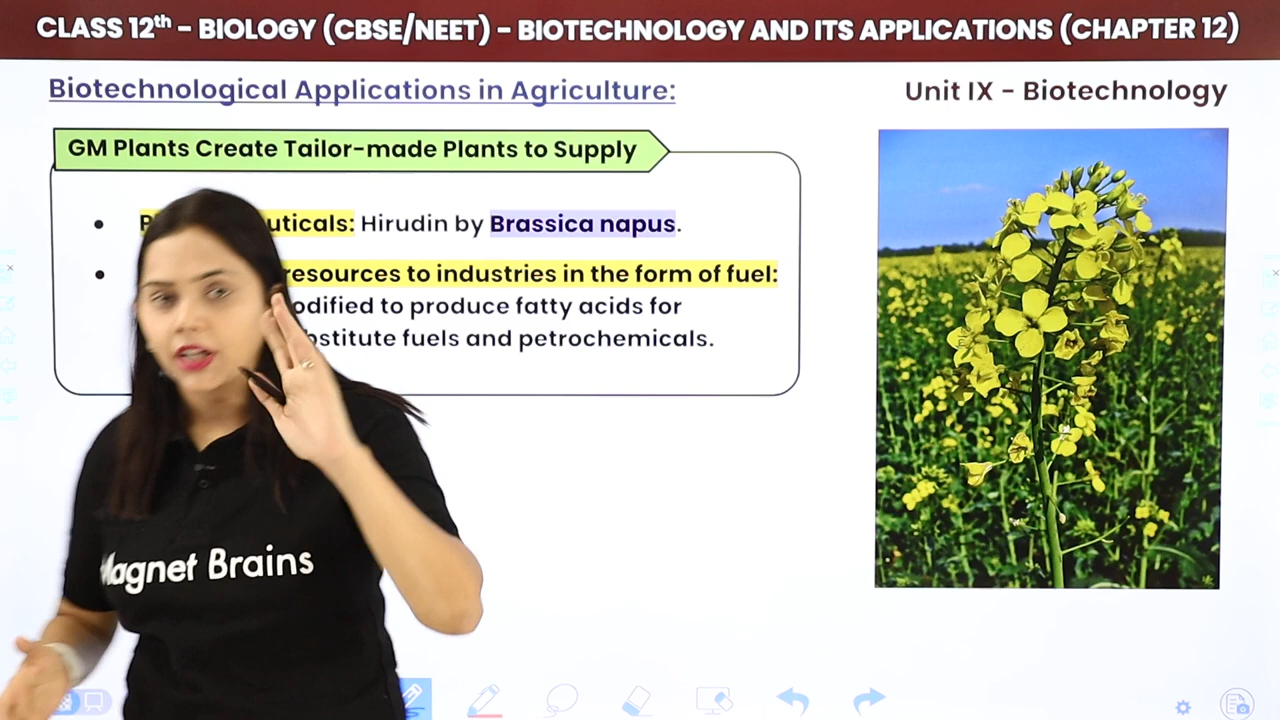 CLASS 12th – BIOLOGY (CBSE/NEET) – BIOTECHNOLOGY AND ITS APPLICATIONS (CHAPTER 12)
Biotechnological Applications in Agriculture:
Unit IX – Biotechnology
GM Plants Create Tailor-made Plants to Supply
uticals: Hirudin by Brassica napus.
resources to industries in the form of fuel:
odified to produce fatty acids for
bstitute fuels and petrochemicals.
Magnet Brains